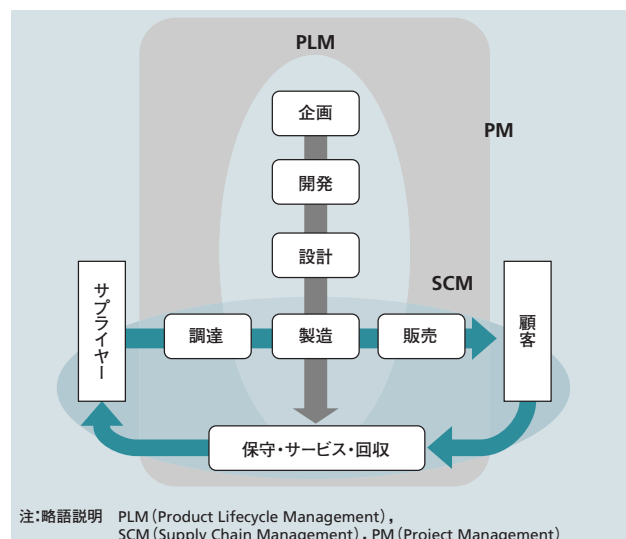 PLM
企画
PM
開発
設計
SCM
サプライヤー
調達
製造
販売
顧客
保守・サービス・回収
注:略語説明 PLM(Product Lifecycle Management),
SCM(Supply Chain Management),PM(Project Management)